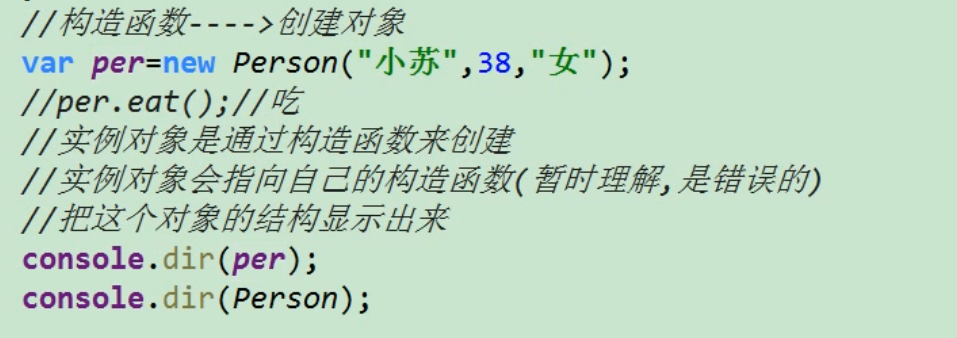 //构造函数---->创建对象
var per=new Person("小苏",38,"女");
//per.eat();//吃
//实例对象是通过构造函数来创建
//实例对象会指向自己的构造函数(暂时理解,是错误的)
//把这个对象的结构显示出来
console.dir(per);
console.dir(Person);